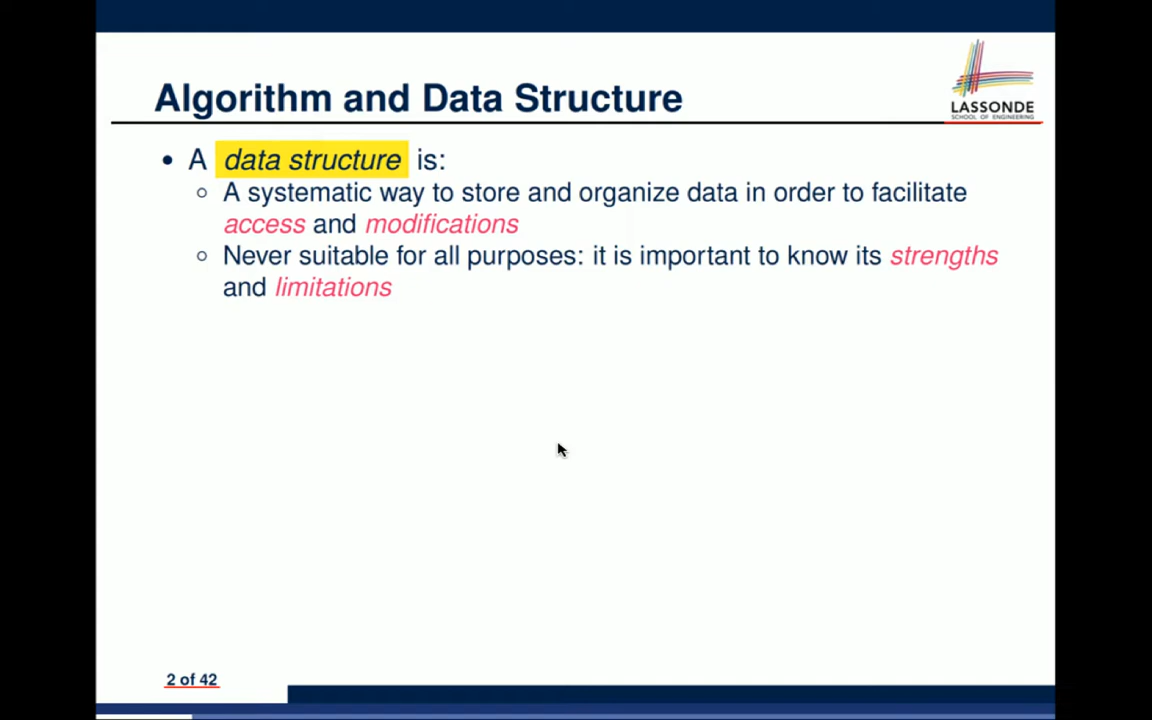 Algorithm and Data Structure
LASSONDE
SCHOOL OF ENGINEERING
• A data structure is:
○ A systematic way to store and organize data in order to facilitate
access and modifications
○ Never suitable for all purposes: it is important to know its strengths
and limitations
2 of 42